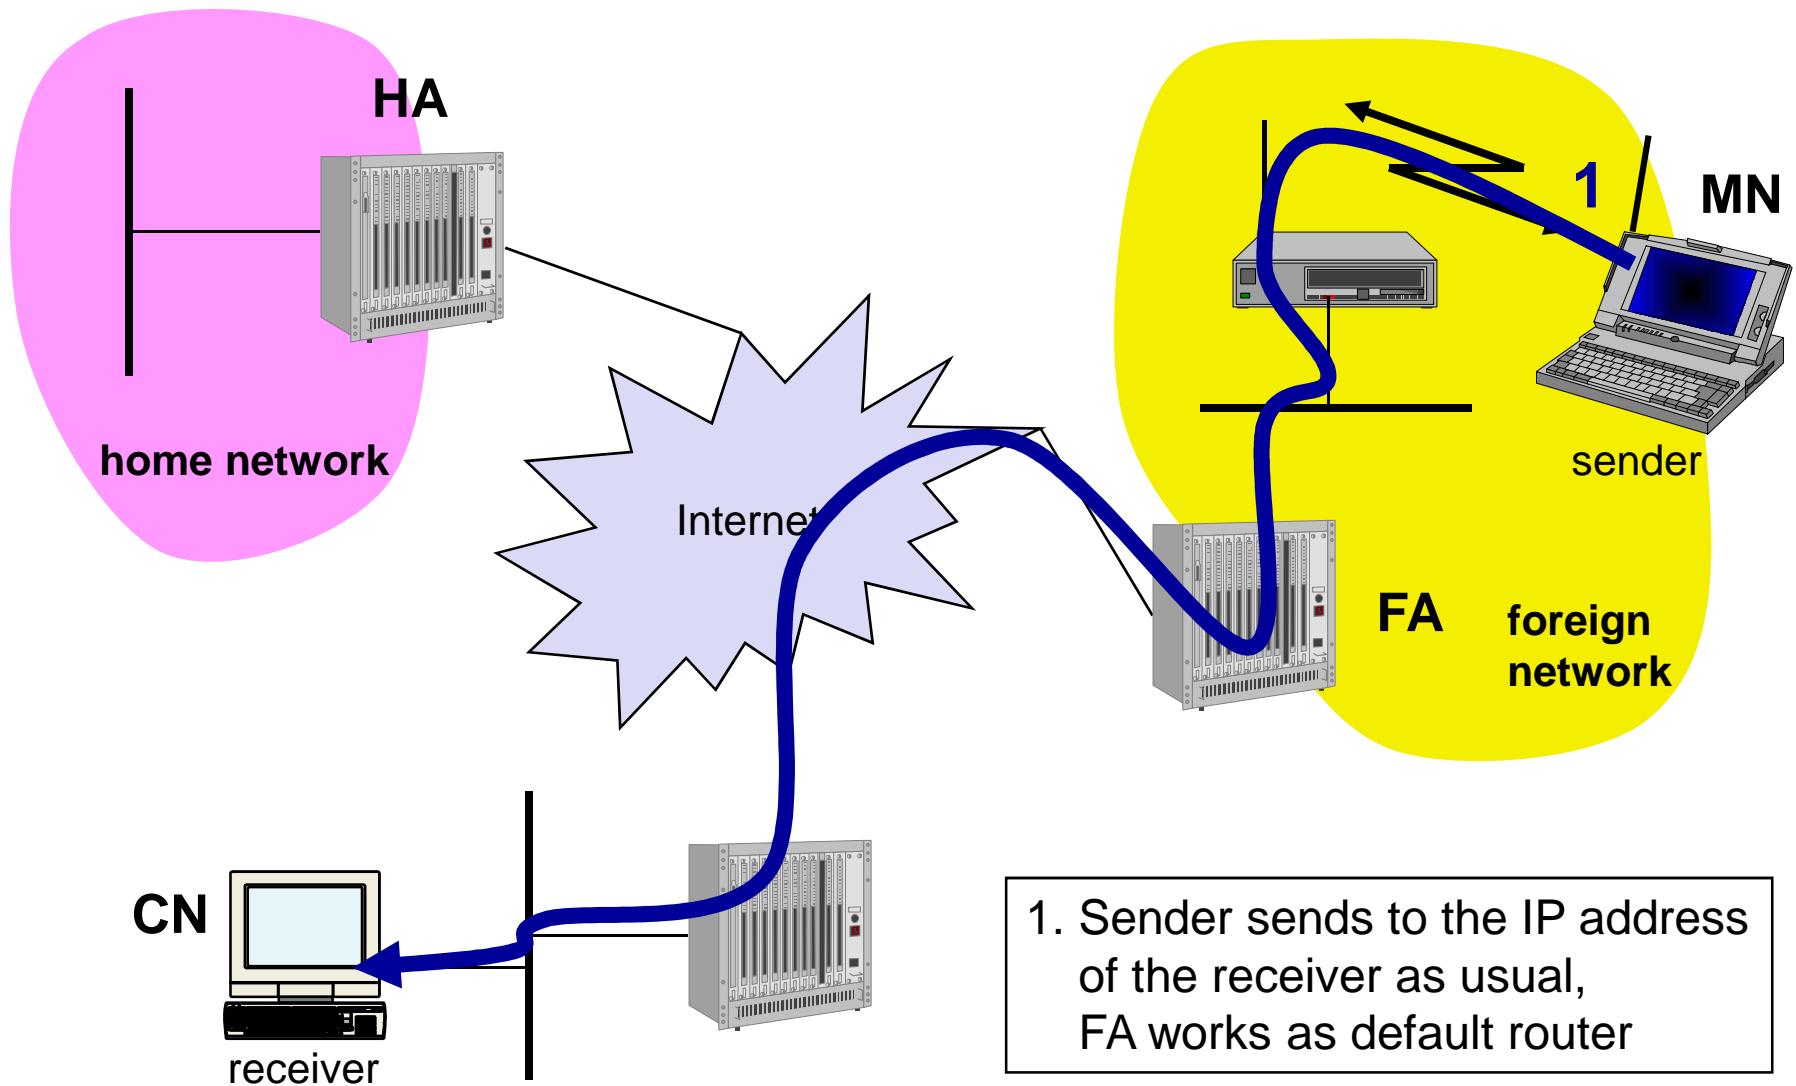 HA
1
MN
home network
sender
Internet
FA
foreign
network
CN
receiver
1. Sender sends to the IP address
of the receiver as usual,
FA works as default router